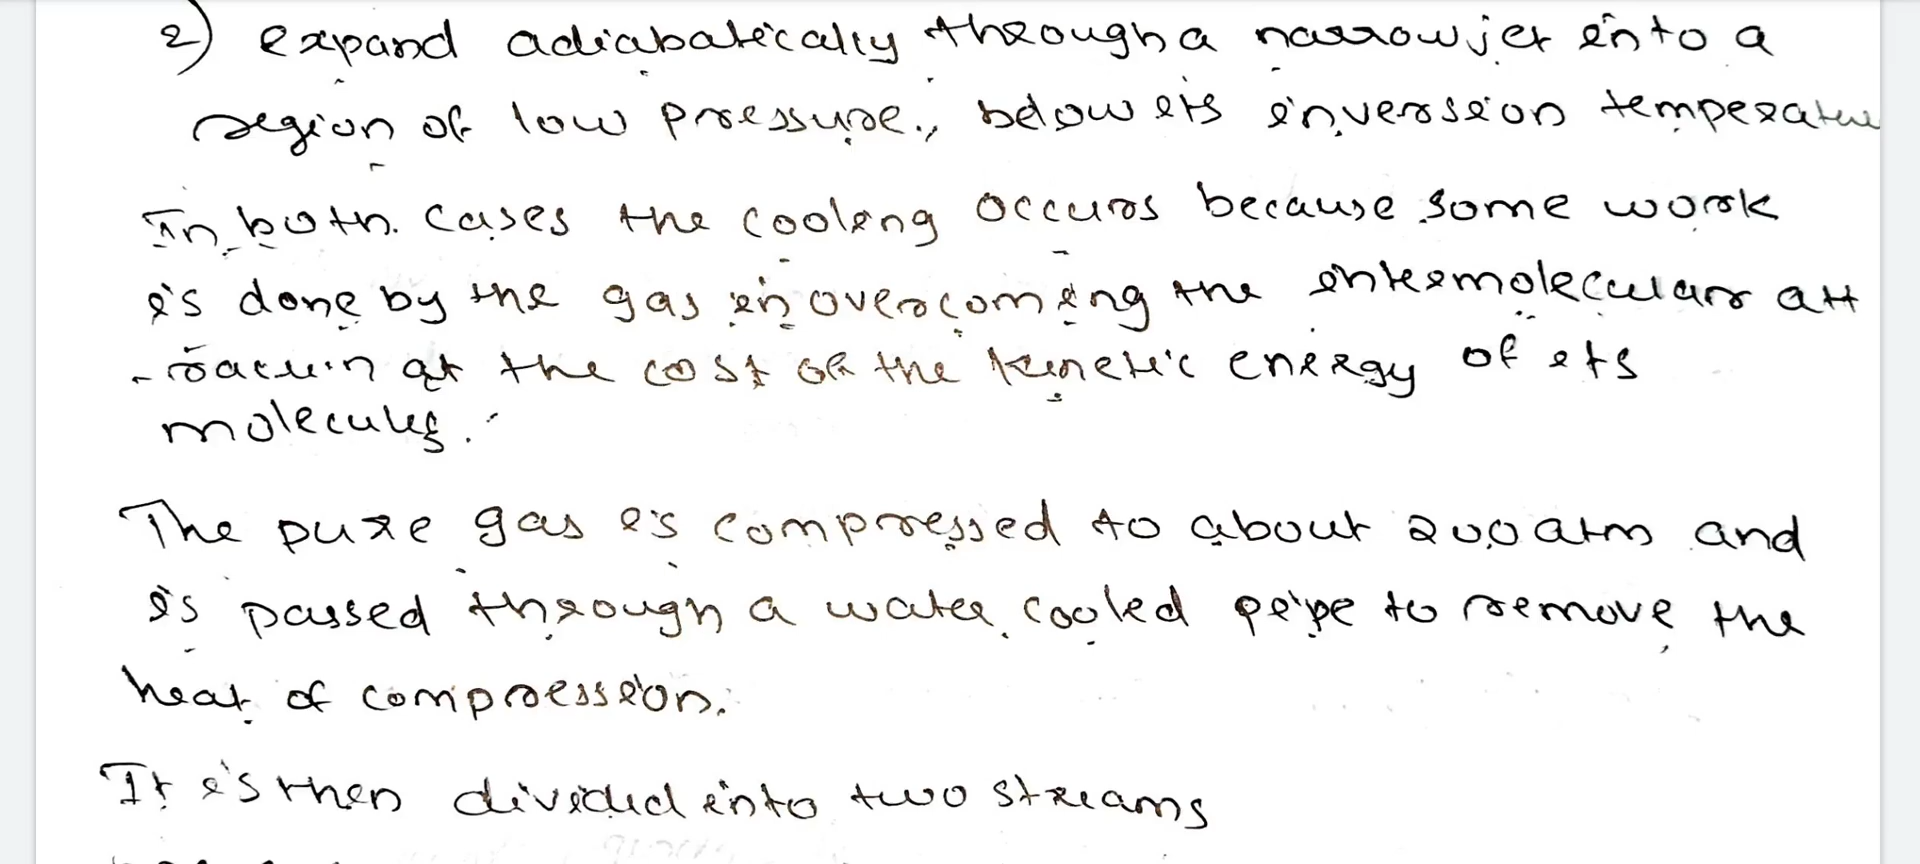 2) expand adiabatically through a narrow jet into a
region of low pressure., below its inversion temperature
In both. cases the cooling occurs because some work
is done by the gas in overcoming the intermolecular att
-raction at the cost of the kinetic energy of its
molecules.
The pure gas is compressed to about 200 atm and
is passed through a water cooled pipe to remove the
heat of compression.
It is then divided into two streams